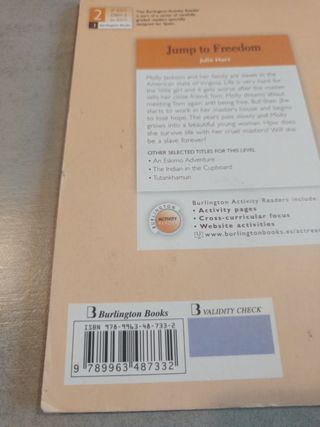 2
This Burlington Activity Reader
is part of a series of carefully
graded readers specially
designed for Spain.
Burlington Books
Jump to Freedom
Julie Hart
Molly Jackson and her family are slaves in the
American state of Virginia. Life is very hard for
the little girl and it gets worse after the master
sells her close friend, Tom. Molly dreams about
meeting Tom again and being free. But then she
starts to work in her master's house and begins
to lose hope. The years pass slowly and Molly
grows into a beautiful young woman. How does
she survive life with her cruel masters? Will she
be a slave forever?
OTHER SELECTED TITLES FOR THIS LEVEL
• An Eskimo Adventure
• The Indian in the Cupboard
• Tutankhamun
BURLINGTON
ACTIVITY
Burlington Activity Readers include:
• Activity pages
• Cross-curricular focus
• Website activities
www.burlingtonbooks.es/actrea
B Burlington Books
B VALIDITY CHECK
ISBN 978-9963-48-733-2
9 789963 487332